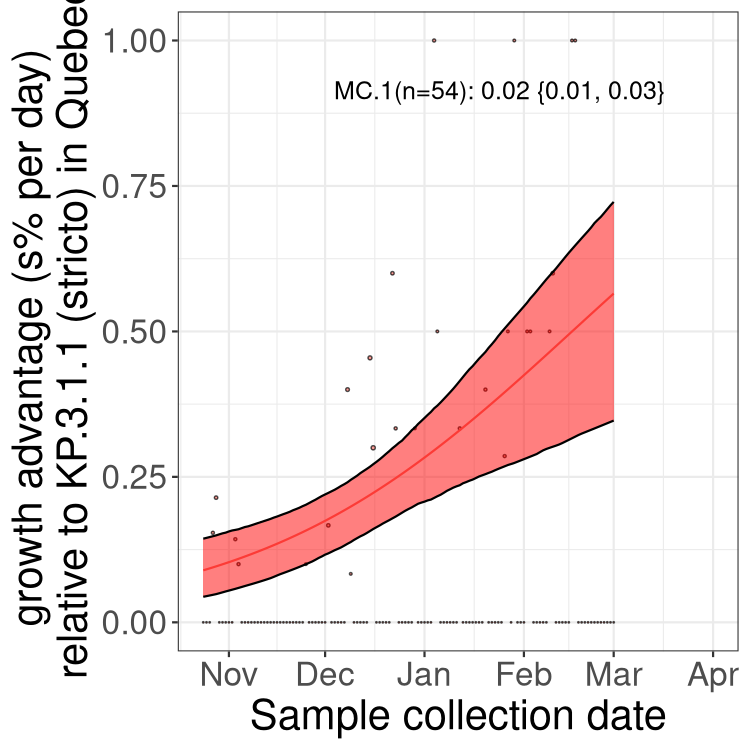 growth advantage (s% per day)
relative to KP.3.1.1 (stricto) in Quebec
1.00
0.75
0.50
0.25
0.00
MC.1(n=54): 0.02 {0.01, 0.03}
Nov Dec Jan Feb Mar Apr
Sample collection date